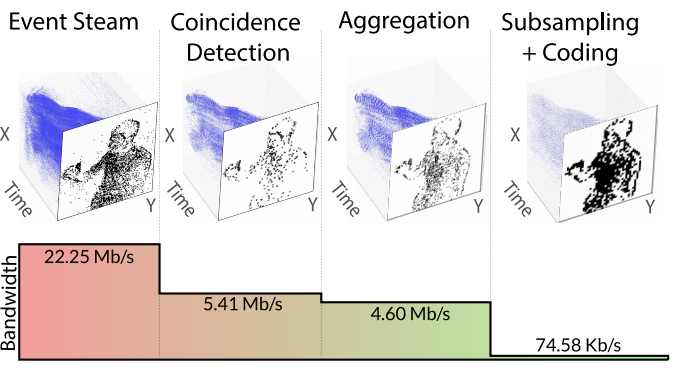 Event Steam
Coincidence
Detection
Aggregation
Subsampling
+ Coding
X
Time
Y
X
Time
Y
X
Time
Y
X
Time
Y
Bandwidth
22.25 Mb/s
5.41 Mb/s
4.60 Mb/s
74.58 Kb/s